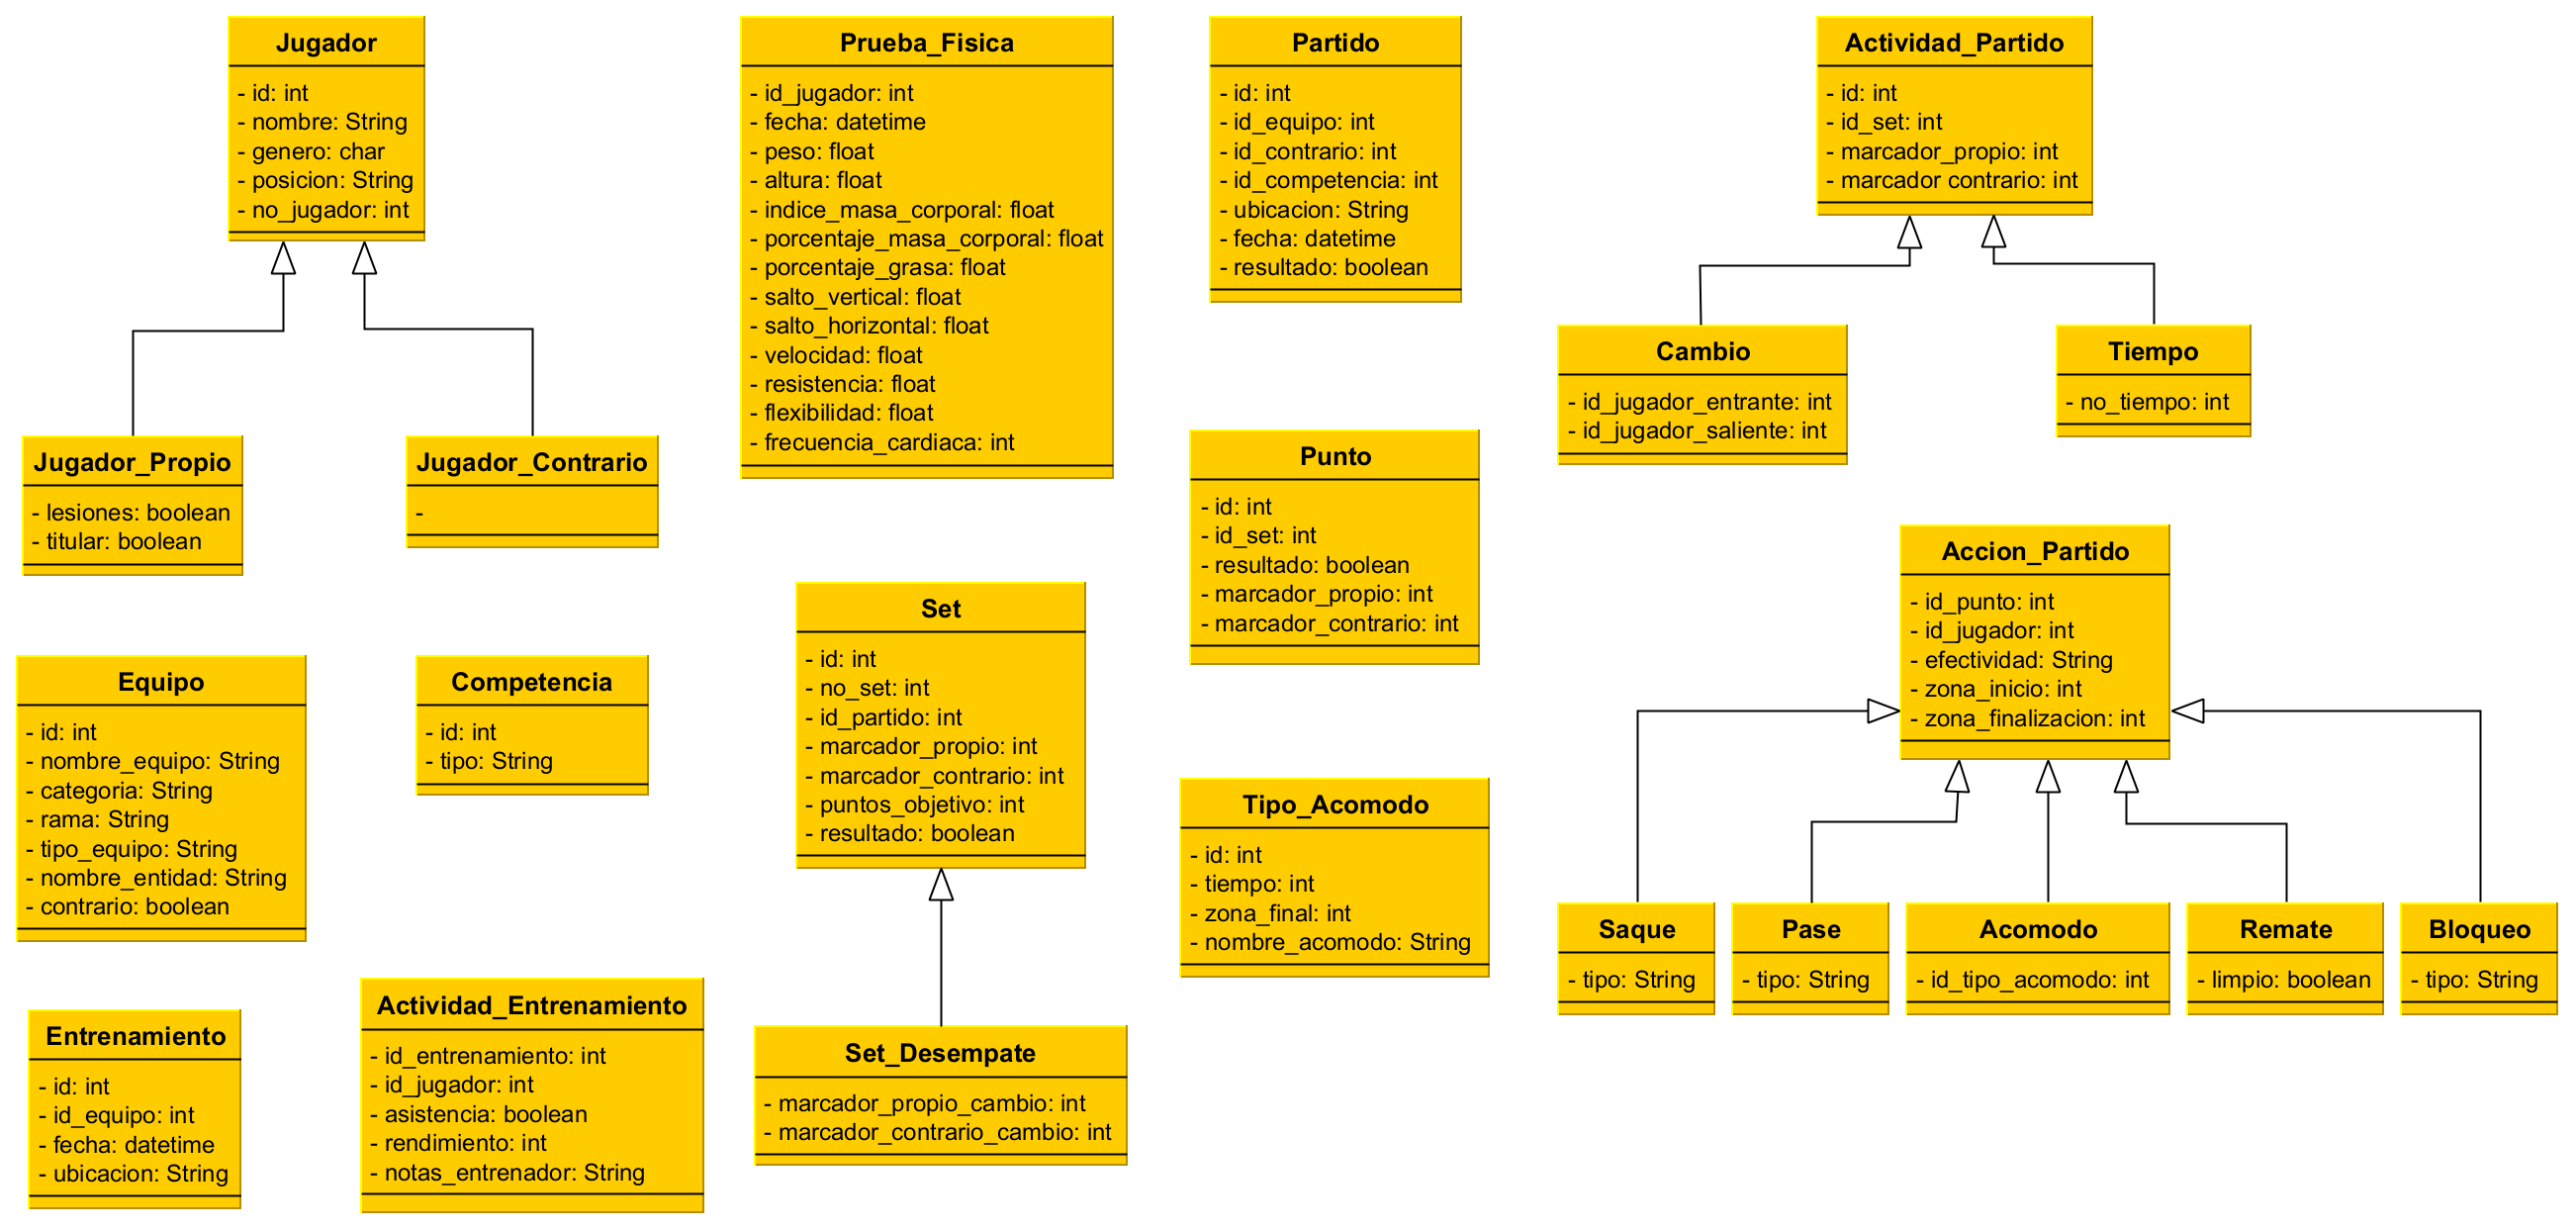 Jugador
- id: int
- nombre: String
- genero: char
- posicion: String
- no_jugador: int
Jugador_Propio
- lesiones: boolean
- titular: boolean
Jugador_Contrario
-
Prueba_Fisica
- id_jugador: int
- fecha: datetime
- peso: float
- altura: float
- indice_masa_corporal: float
- porcentaje_masa_corporal: float
- porcentaje_grasa: float
- salto_vertical: float
- salto_horizontal: float
- velocidad: float
- resistencia: float
- flexibilidad: float
- frecuencia_cardiaca: int
Partido
- id: int
- id_equipo: int
- id_contrario: int
- id_competencia: int
- ubicacion: String
- fecha: datetime
- resultado: boolean
Actividad_Partido
- id: int
- id_set: int
- marcador_propio: int
- marcador contrario: int
Cambio
- id_jugador_entrante: int
- id_jugador_saliente: int
Tiempo
- no_tiempo: int
Punto
- id: int
- id_set: int
- resultado: boolean
- marcador_propio: int
- marcador_contrario: int
Accion_Partido
- id_punto: int
- id_jugador: int
- efectividad: String
- zona_inicio: int
- zona_finalizacion: int
Equipo
- id: int
- nombre_equipo: String
- categoria: String
- rama: String
- tipo_equipo: String
- nombre_entidad: String
- contrario: boolean
Competencia
- id: int
- tipo: String
Set
- id: int
- no_set: int
- id_partido: int
- marcador_propio: int
- marcador_contrario: int
- puntos_objetivo: int
- resultado: boolean
Tipo_Acomodo
- id: int
- tiempo: int
- zona_final: int
- nombre_acomodo: String
Saque
- tipo: String
Pase
- tipo: String
Acomodo
- id_tipo_acomodo: int
Remate
- limpio: boolean
Bloqueo
- tipo: String
Entrenamiento
- id: int
- id_equipo: int
- fecha: datetime
- ubicacion: String
Actividad_Entrenamiento
- id_entrenamiento: int
- id_jugador: int
- asistencia: boolean
- rendimiento: int
- notas_entrenador: String
Set_Desempate
- marcador_propio_cambio: int
- marcador_contrario_cambio: int